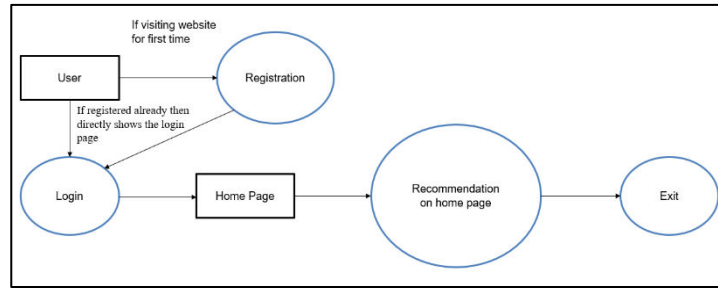 If visiting website
for first time
User
Registration
If registered already then
directly shows the login
page
Login
Home Page
Recommendation
on home page
Exit